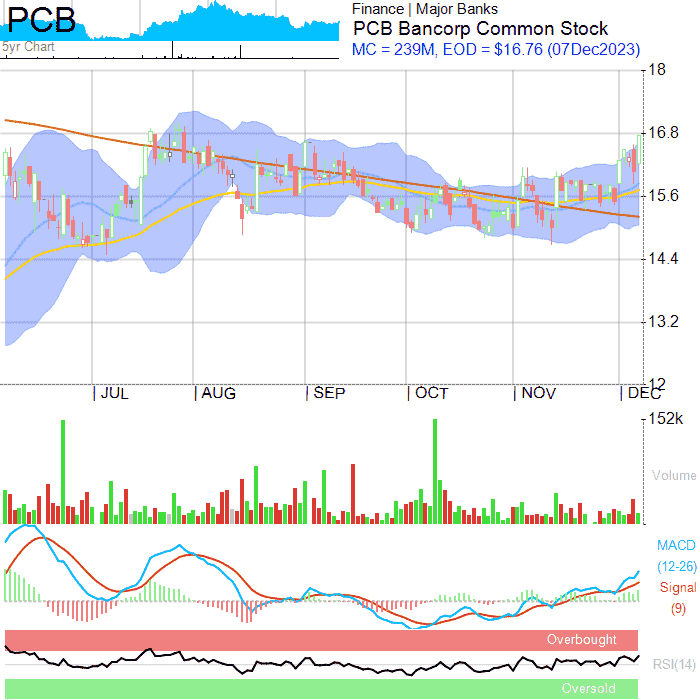 PCB
5yr Chart
Finance | Major Banks
PCB Bancorp Common Stock
MC = 239M, EOD = $16.76 (07Dec2023)
18
16.8
15.6
14.4
13.2
12
JUL AUG SEP OCT NOV DEC
152k
Volume
MACD
(12-26)
Signal
(9)
Overbought
RSI(14)
Oversold